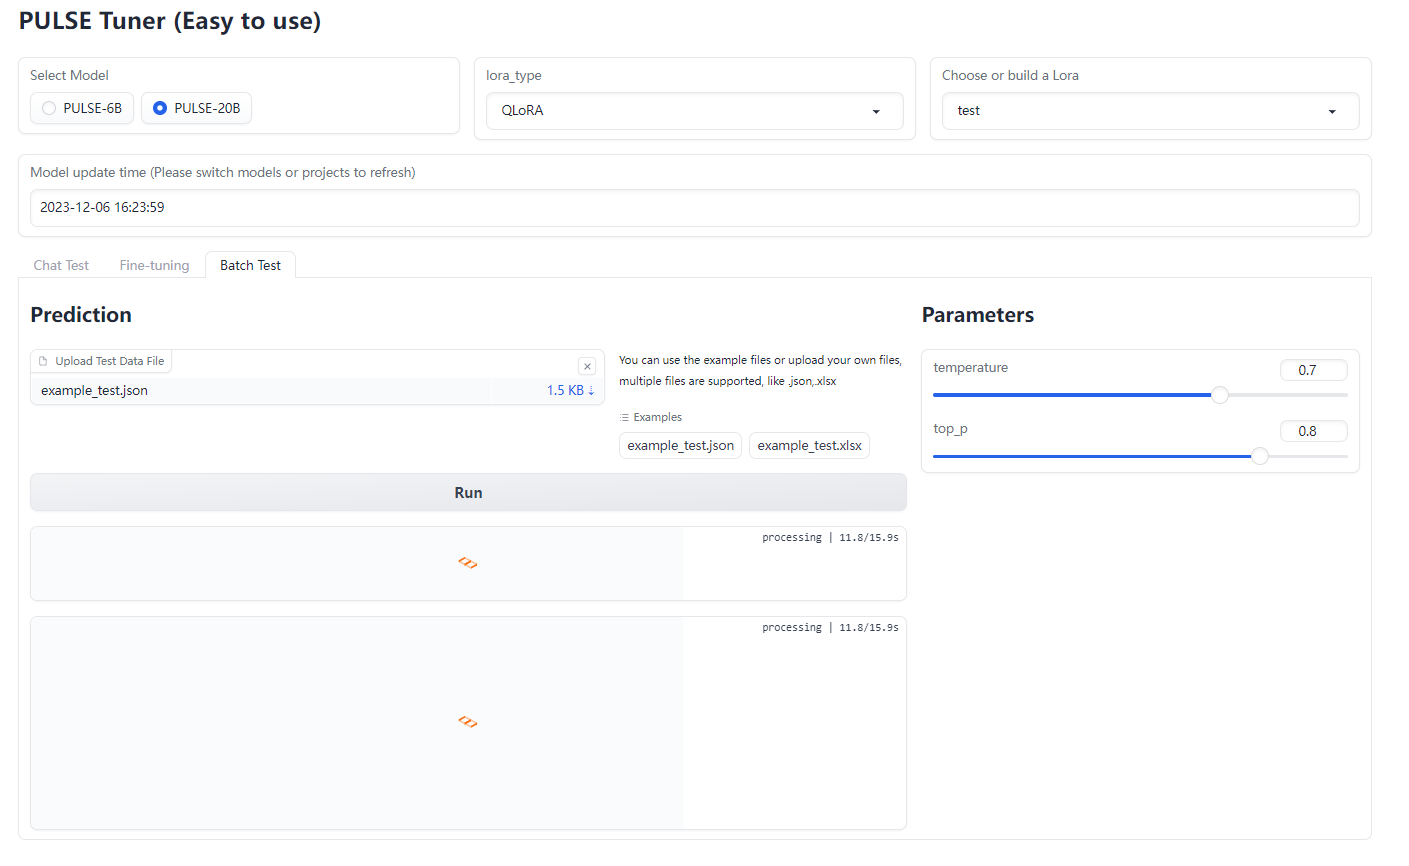 PULSE Tuner (Easy to use)
Select Model
PULSE-6B
PULSE-20B
lora_type
QLoRA
Choose or build a Lora
test
Model update time (Please switch models or projects to refresh)
2023-12-06 16:23:59
Chat Test
Fine-tuning
Batch Test
Prediction
Upload Test Data File
example_test.json
1.5 KB ⇣
You can use the example files or upload your own files,
multiple files are supported, like .json,.xlsx
Examples
example_test.json
example_test.xlsx
Run
processing | 11.8/15.9s
processing | 11.8/15.9s
Parameters
temperature
0.7
top_p
0.8